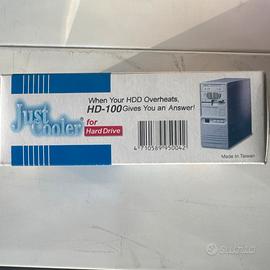 Just
Cooler
When Your HDD Overheats,
HD-100 Gives You an Answer!
for
Hard Drive
4 710589 950042
Made In Taiwan
subito